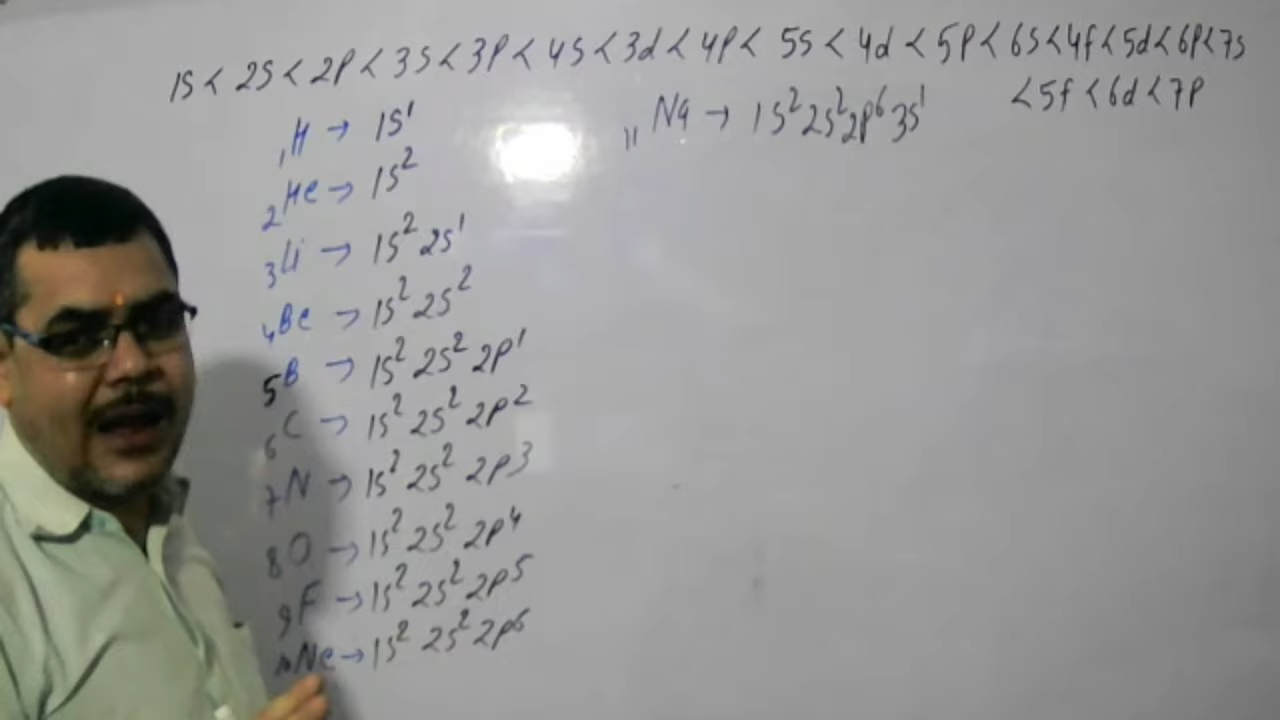 1s < 2s < 2p < 3s < 3p < 4s < 3d < 4p < 5s < 4d < 5p < 6s < 4f < 5d < 6p < 7s
< 5f < 6d < 7p
₁H → 1s¹
₂He → 1s²
₃Li → 1s² 2s¹
₄Be → 1s² 2s²
₅B → 1s² 2s² 2p¹
₆C → 1s² 2s² 2p²
₇N → 1s² 2s² 2p³
₈O → 1s² 2s² 2p⁴
₉F → 1s² 2s² 2p⁵
₁₀Ne → 1s² 2s² 2p⁶
₁₁Na → 1s² 2s² 2p⁶ 3s¹